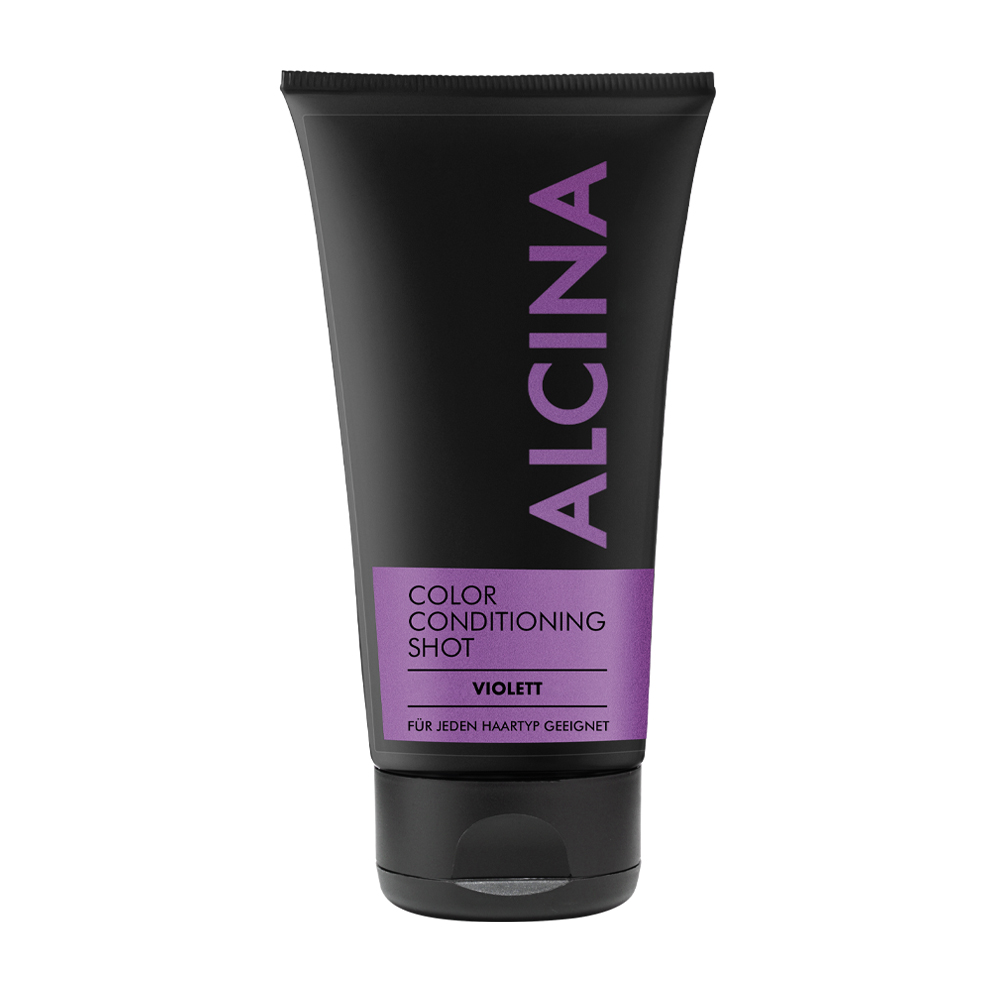 ALCINA
COLOR
CONDITIONING
SHOT
VIOLETT
FÜR JEDEN HAARTYP GEEIGNET